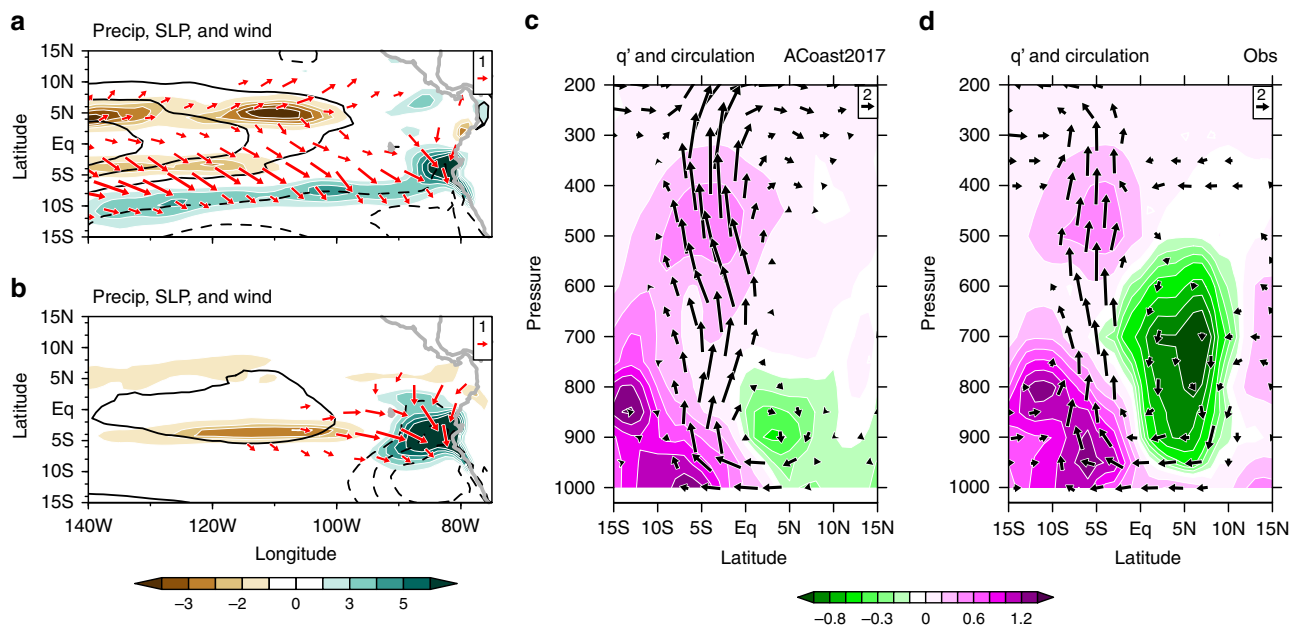 a
Precip, SLP, and wind
1
15N
10N
5N
Eq
5S
10S
15S
Latitude
b
Precip, SLP, and wind
1
15N
10N
5N
Eq
5S
10S
15S
Latitude
140W 120W 100W 80W
Longitude
−3 −2 0 3 5
c
q' and circulation ACoast2017
2
200
300
400
500
600
700
800
900
1000
Pressure
15S 10S 5S Eq 5N 10N 15N
Latitude
d
q' and circulation Obs
2
200
300
400
500
600
700
800
900
1000
Pressure
15S 10S 5S Eq 5N 10N 15N
Latitude
−0.8 −0.3 0 0.6 1.2